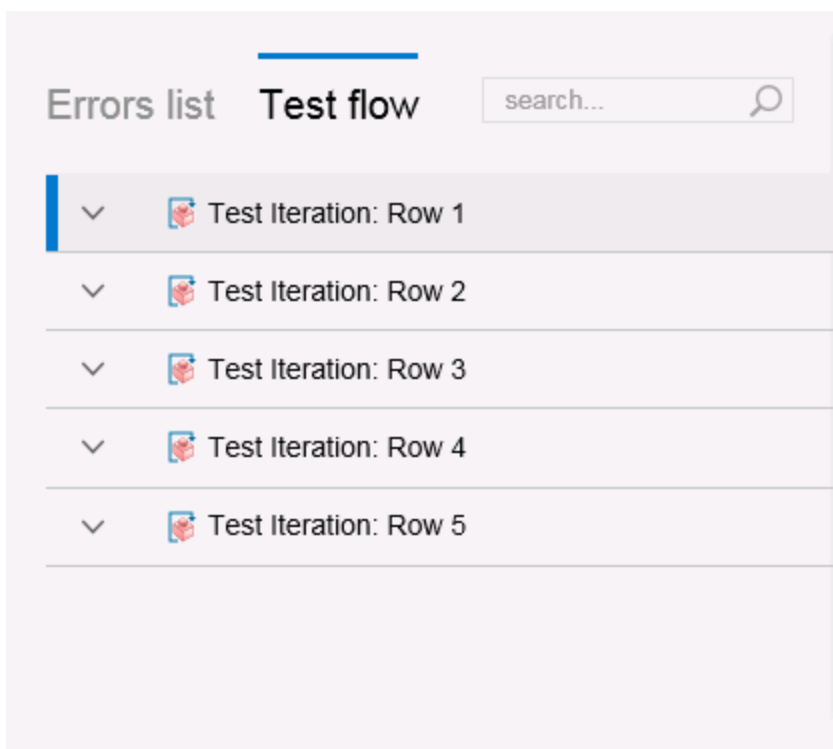 Errors list Test flow search...
Test Iteration: Row 1
Test Iteration: Row 2
Test Iteration: Row 3
Test Iteration: Row 4
Test Iteration: Row 5